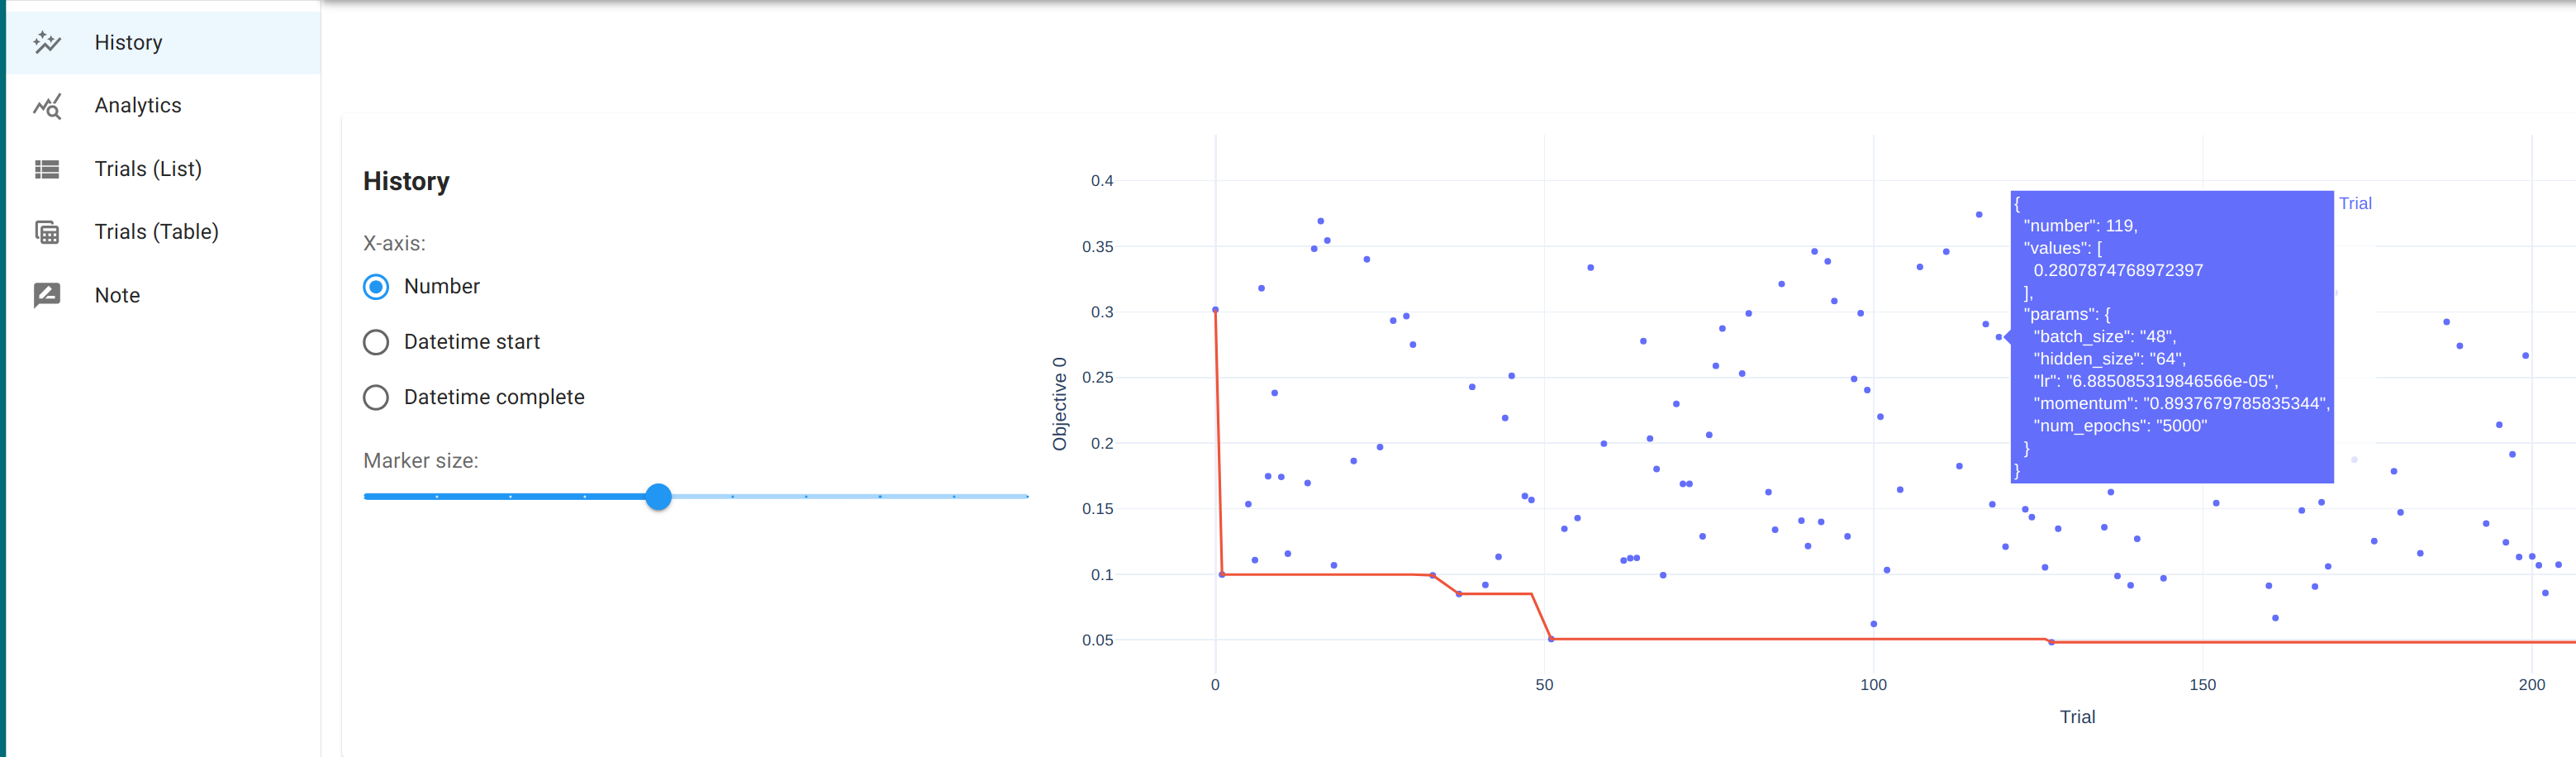 History
Analytics
Trials (List)
Trials (Table)
Note
History
X-axis:
Number
Datetime start
Datetime complete
Marker size:
Objective 0
0.4
0.35
0.3
0.25
0.2
0.15
0.1
0.05
0
50
100
150
200
Trial
{
"number": 119,
"values": [
0.2807874768972397
],
"params": {
"batch_size": "48",
"hidden_size": "64",
"lr": "6.885085319846566e-05",
"momentum": "0.8937679785835344",
"num_epochs": "5000"
}
}
Trial